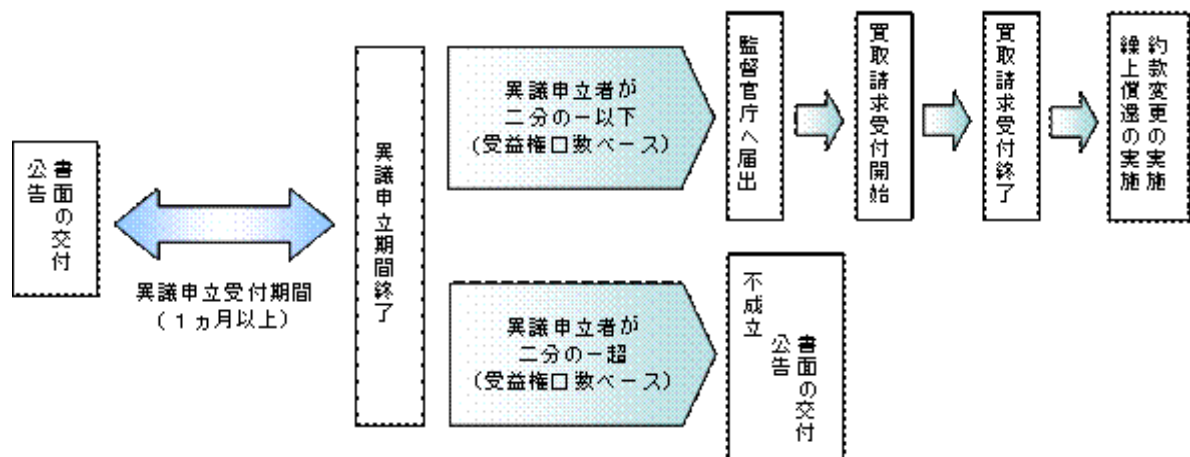 書面の交付
公告
異議申立受付期間
（１ヵ月以上）
異議申立期間終了
異議申立者が
二分の一以下
（受益権口数ベース）
監督官庁へ届出
買取請求受付開始
買取請求受付終了
約款変更の実施
繰上償還の実施
異議申立者が
二分の一超
（受益権口数ベース）
不成立
書面の交付
公告